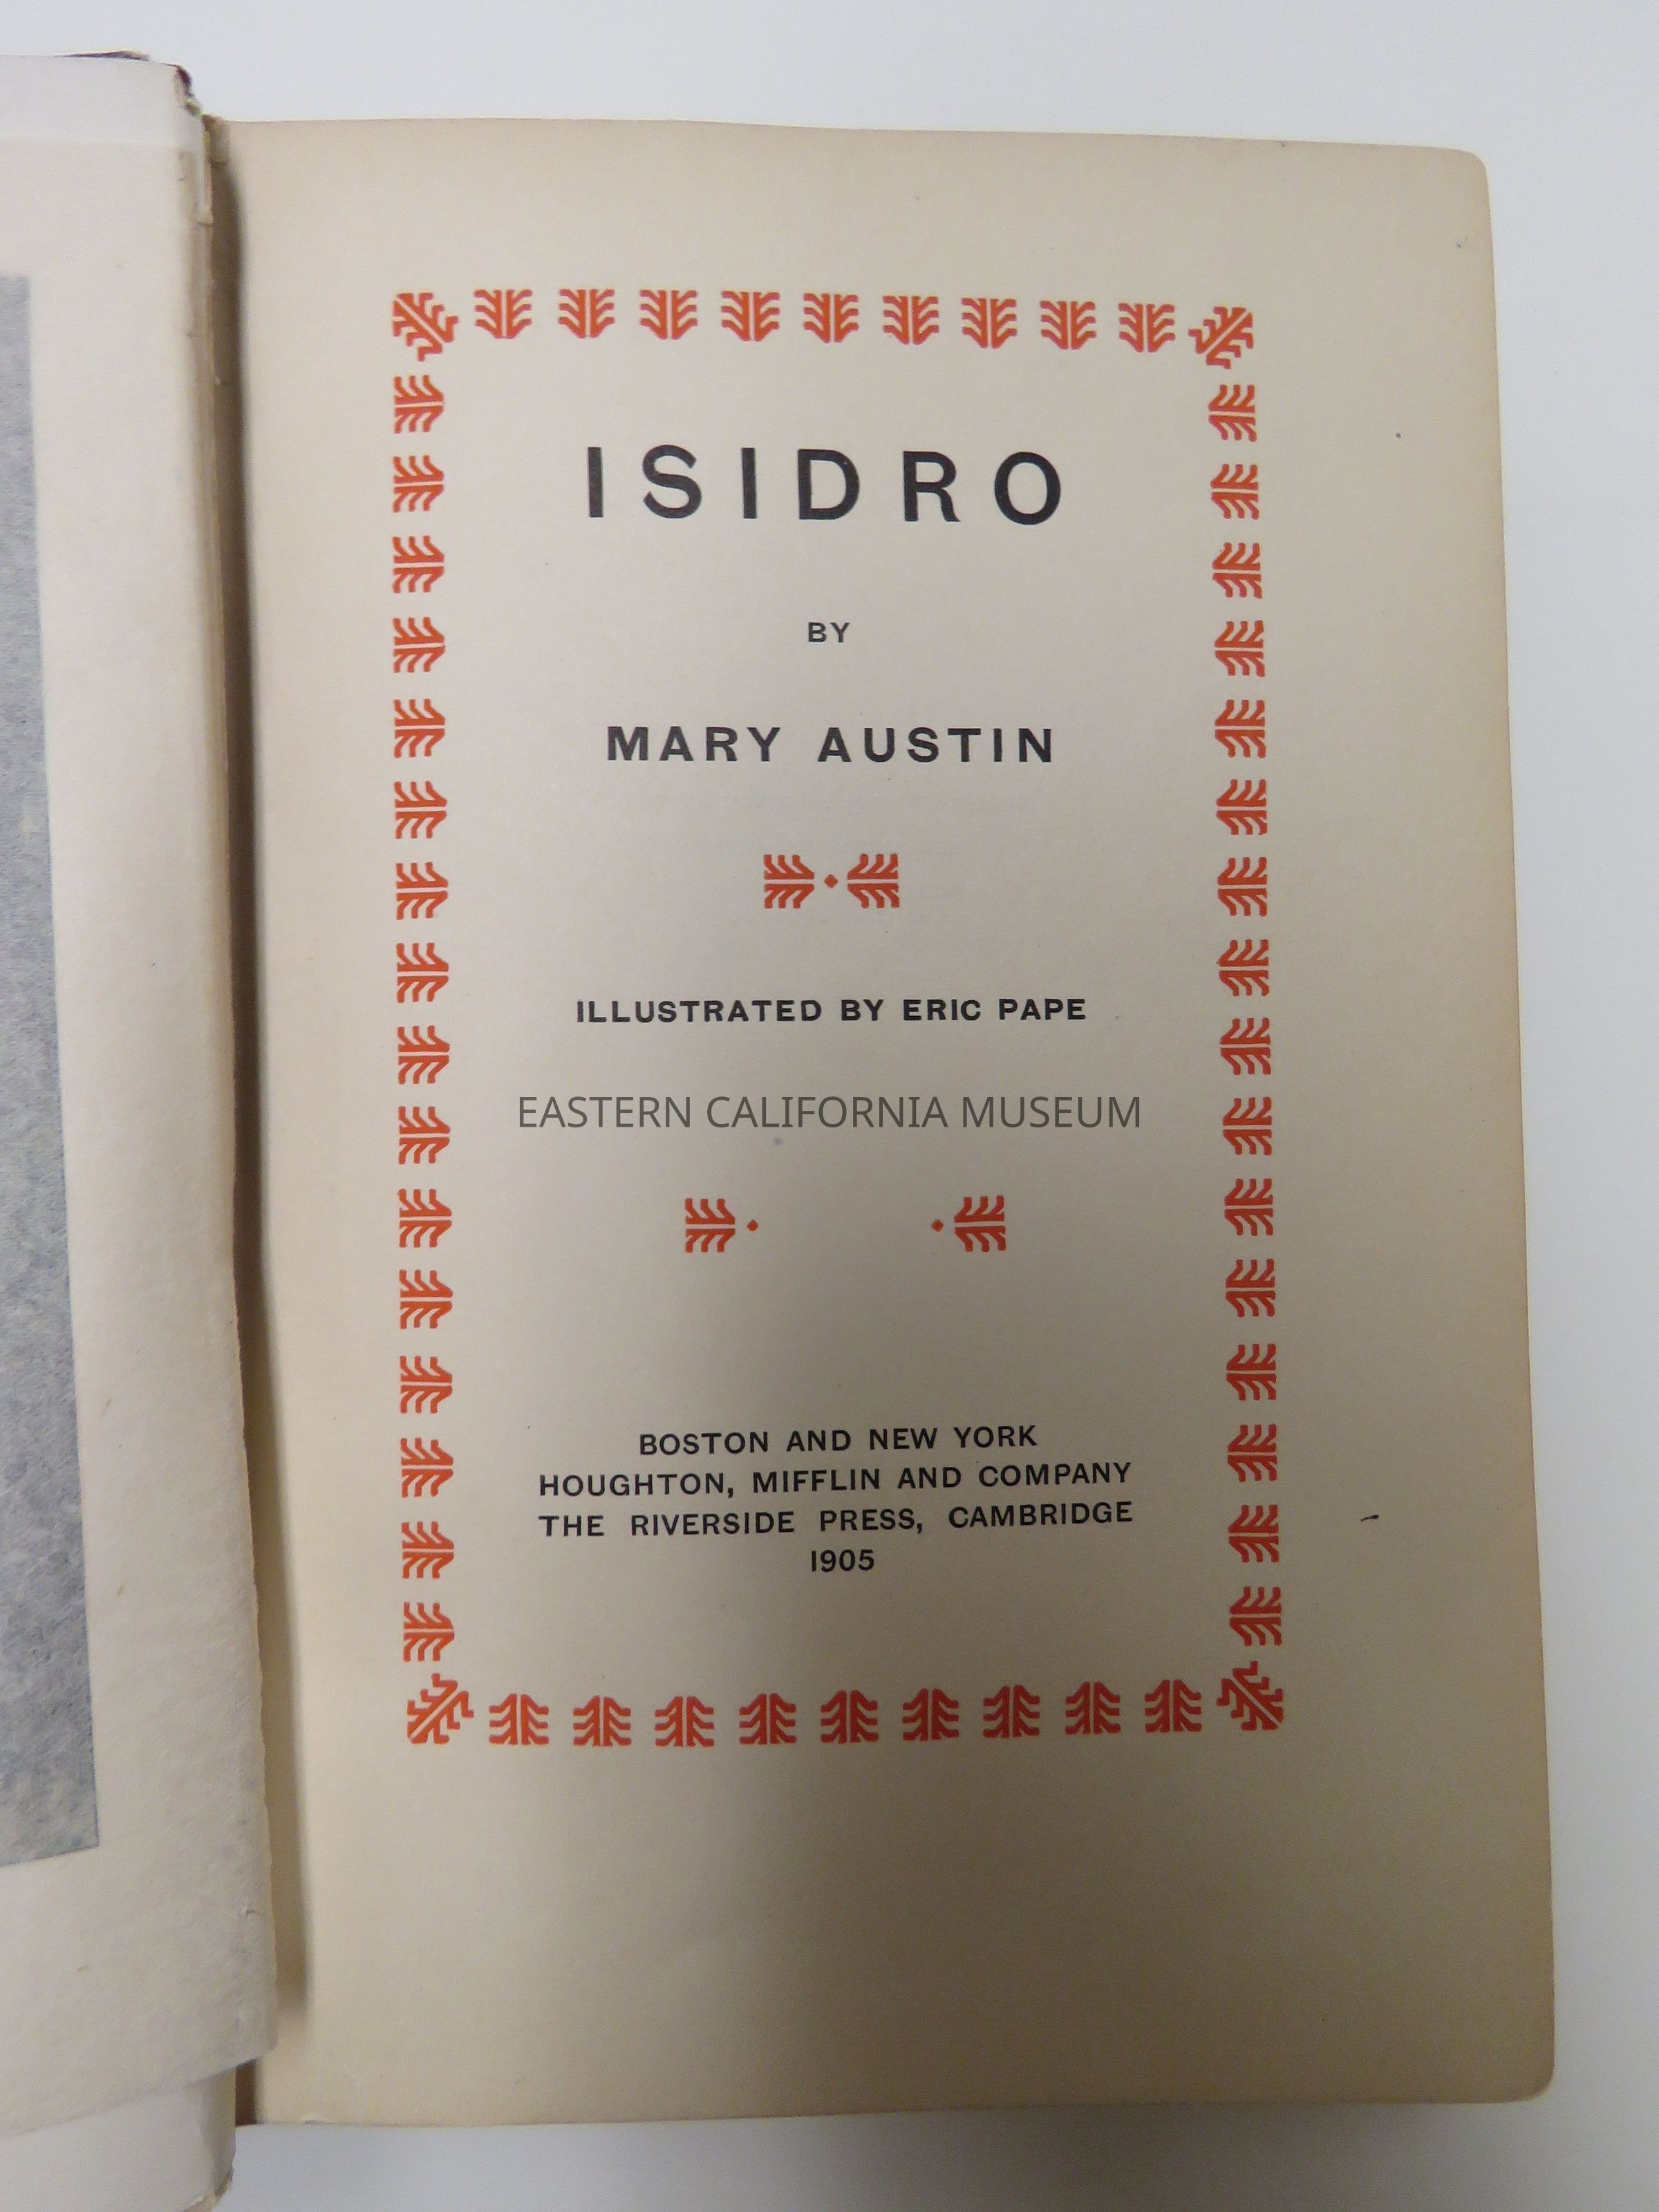 ISIDRO
BY
MARY AUSTIN
ILLUSTRATED BY ERIC PAPE
EASTERN CALIFORNIA MUSEUM
BOSTON AND NEW YORK
HOUGHTON, MIFFLIN AND COMPANY
THE RIVERSIDE PRESS, CAMBRIDGE
1905